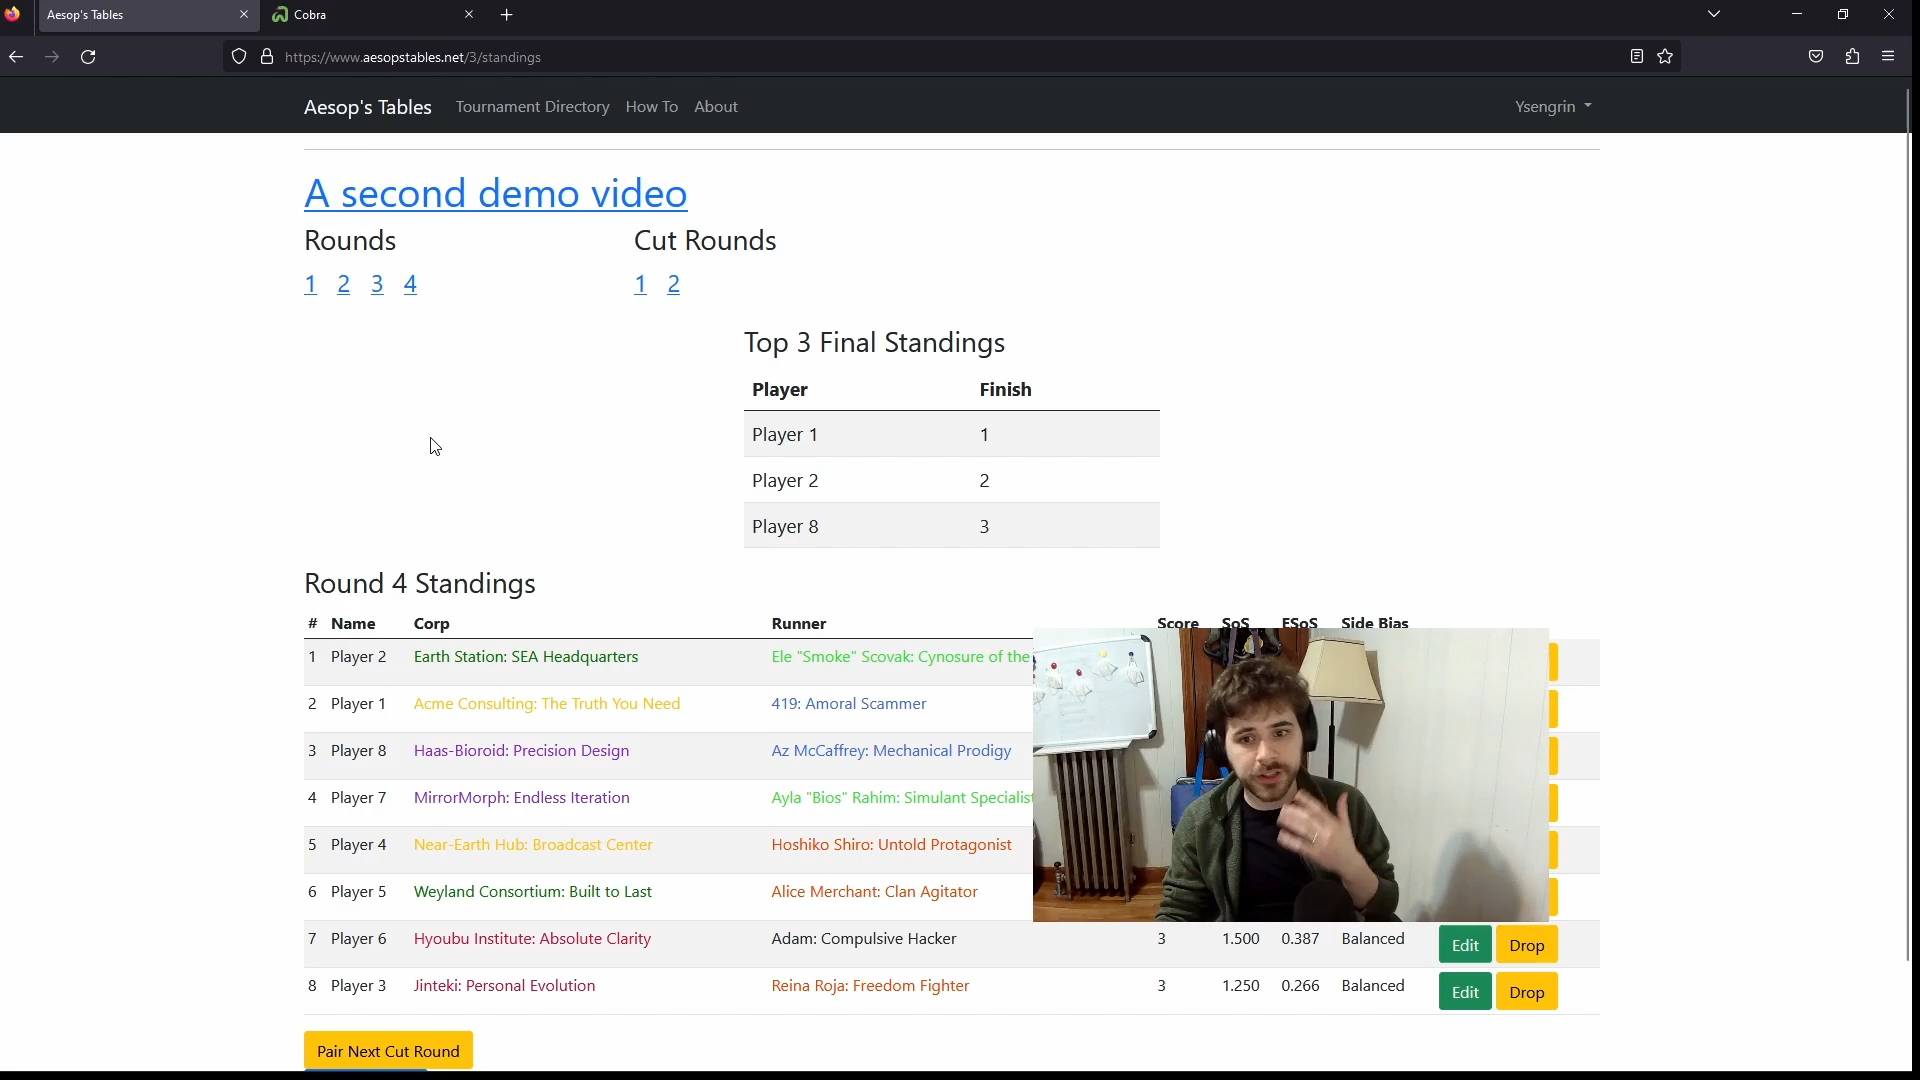 Aesop's Tables
Cobra
https://www.aesopstables.net/3/standings
Aesop's Tables Tournament Directory How To About Ysengrin
A second demo video
Rounds Cut Rounds
1 2 3 4 1 2
Top 3 Final Standings
Player Finish
Player 1 1
Player 2 2
Player 8 3
Round 4 Standings
# Name Corp Runner Score SoS ESoS Side Bias
1 Player 2 Earth Station: SEA Headquarters Ele "Smoke" Scovak: Cynosure of the
2 Player 1 Acme Consulting: The Truth You Need 419: Amoral Scammer
3 Player 8 Haas-Bioroid: Precision Design Az McCaffrey: Mechanical Prodigy
4 Player 7 MirrorMorph: Endless Iteration Ayla "Bios" Rahim: Simulant Specialist
5 Player 4 Near-Earth Hub: Broadcast Center Hoshiko Shiro: Untold Protagonist
6 Player 5 Weyland Consortium: Built to Last Alice Merchant: Clan Agitator
7 Player 6 Hyoubu Institute: Absolute Clarity Adam: Compulsive Hacker 3 1.500 0.387 Balanced Edit Drop
8 Player 3 Jinteki: Personal Evolution Reina Roja: Freedom Fighter 3 1.250 0.266 Balanced Edit Drop
Pair Next Cut Round